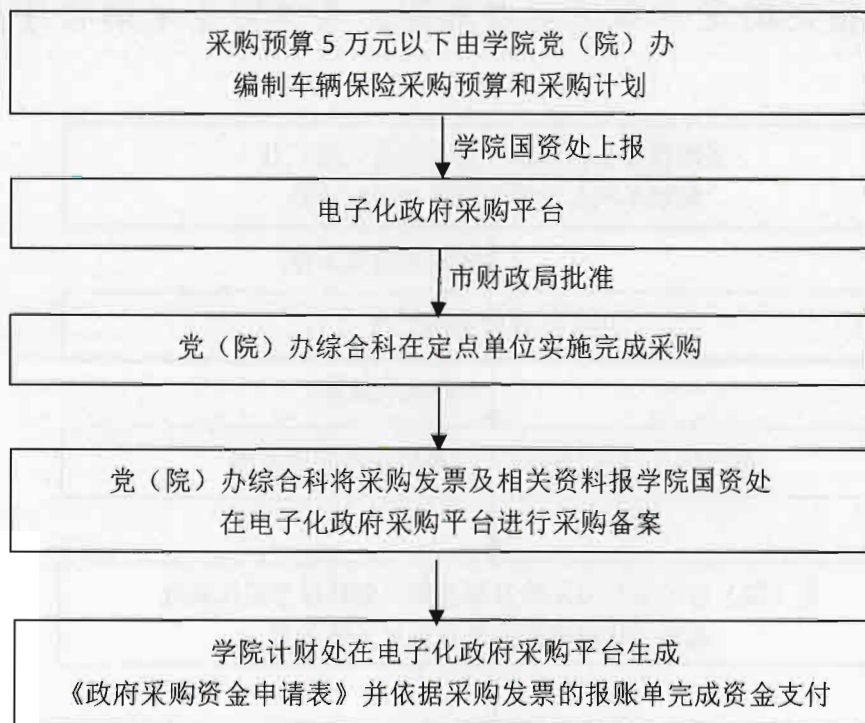 采购预算5万元以下由学院党（院）办
编制车辆保险采购预算和采购计划
学院国资处上报
电子化政府采购平台
市财政局批准
党（院）办综合科在定点单位实施完成采购
党（院）办综合科将采购发票及相关资料报学院国资处
在电子化政府采购平台进行采购备案
学院计财处在电子化政府采购平台生成
《政府采购资金申请表》并依据采购发票的报账单完成资金支付